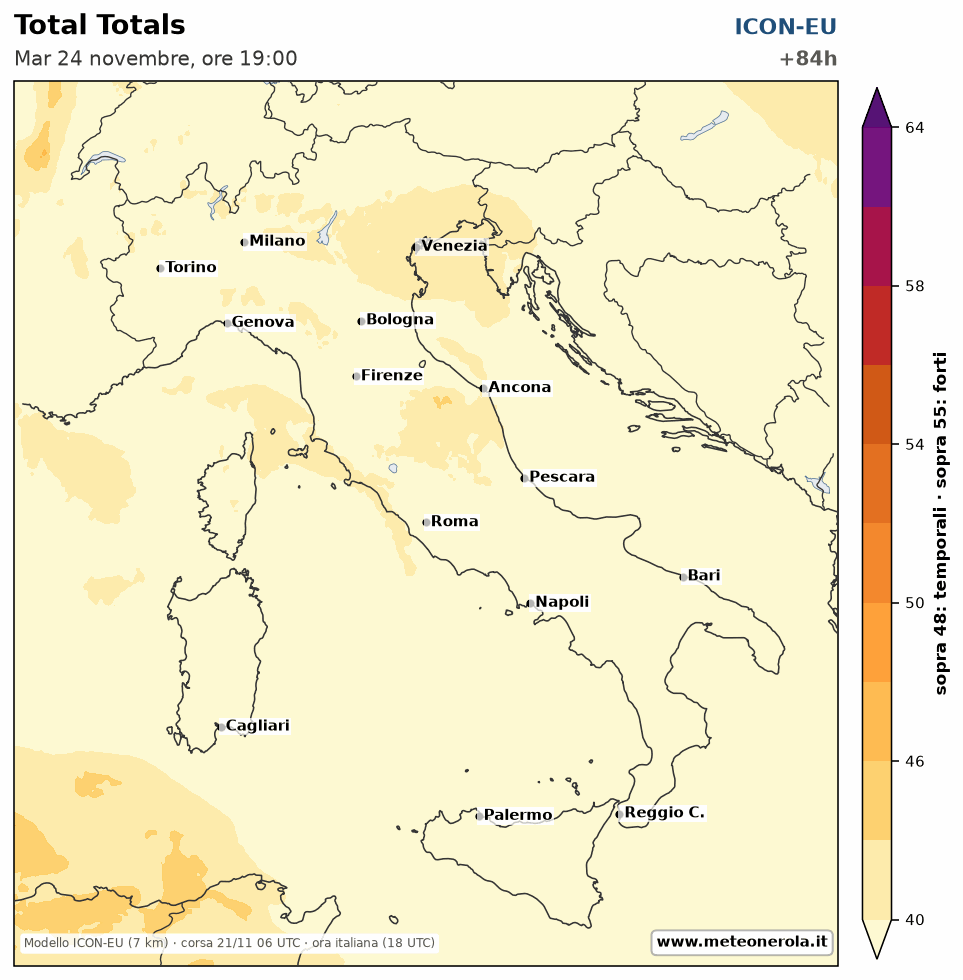 Total Totals
ICON-EU
Mar 24 novembre, ore 19:00
+84h
Milano
Venezia
Torino
Genova
Bologna
Firenze
Ancona
Pescara
Roma
Bari
Napoli
Cagliari
Palermo
Reggio C.
Modello ICON-EU (7 km) · corsa 21/11 06 UTC · ora italiana (18 UTC)
www.meteonerola.it
64
58
54
50
46
40
sopra 48: temporali · sopra 55: forti